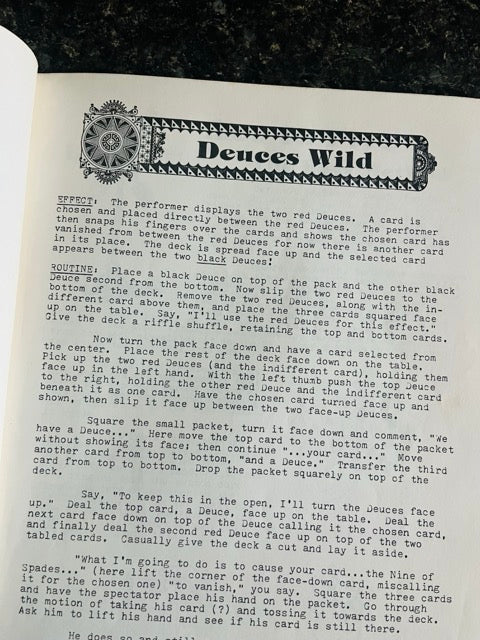 Deuces Wild
EFFECT: The performer displays the two red Deuces. A card is
chosen and placed directly between the red Deuces. The performer
then snaps his fingers over the cards and shows the chosen card has
vanished from between the red Deuces for now there is another card
in its place. The deck is spread face up and the selected card
appears between the two black Deuces!
ROUTINE: Place a black Deuce on top of the pack and the other black
Deuce second from the bottom. Now slip the two red Deuces to the
bottom of the deck. Remove the two red Deuces, along with the in-
different card above them, and place the three cards squared face
up on the table. Say, "I'll use the red Deuces for this effect."
Give the deck a riffle shuffle, retaining the top and bottom cards.
Now turn the pack face down and have a card selected from
the center. Place the rest of the deck face down on the table.
Pick up the two red Deuces (and the indifferent card), holding them
face up in the left hand. With the left thumb push the top Deuce
to the right, holding the other red Deuce and the indifferent card
beneath it as one card. Have the chosen card turned face up and
shown, then slip it face up between the two face-up Deuces.
Square the small packet, turn it face down and comment, "We
have a Deuce..." Here move the top card to the bottom of the packet
without showing its face; then continue "...your card..." Move
another card from top to bottom, "and a Deuce." Transfer the third
card from top to bottom. Drop the packet squarely on top of the
deck.
Say, "To keep this in the open, I'll turn the Deuces face
up." Deal the top card, a Deuce, face up on the table. Deal the
next card face down on top of the Deuce calling it the chosen card,
and finally deal the second red Deuce face up on top of the two
tabled cards. Casually give the deck a cut and lay it aside.
"What I'm going to do is to cause your card...the Nine of
Spades..." (here lift the corner of the face-down card, miscalling
it for the chosen one) "to vanish," you say. Square the three cards
and have the spectator place his hand on the packet. Go through
the motion of taking his card (?) and tossing it towards the deck.
Ask him to lift his hand and see if his card is still there.
He does so and still